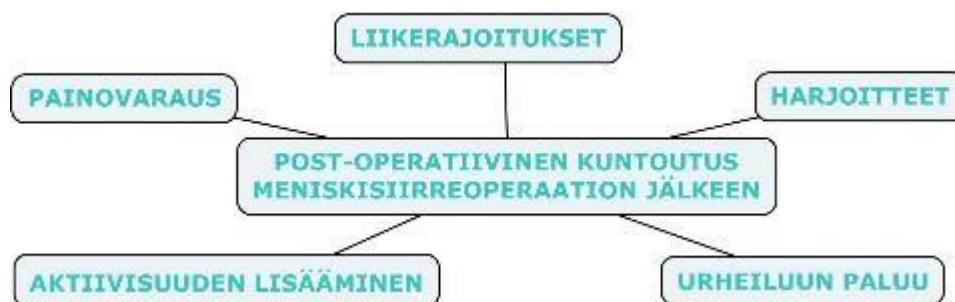 LIIKERAJOITUKSET
PAINOVARAUS
HARJOITTEET
POST-OPERATIIVINEN KUNTOUTUS
MENISKISIIRREOPERAATION JÄLKEEN
AKTIIVISUUDEN LISÄÄMINEN
URHEILUUN PALUU